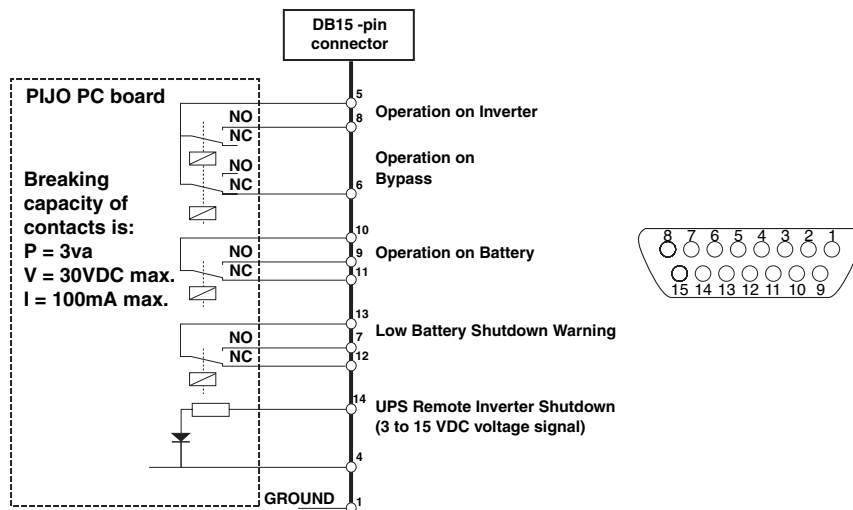 DB15 -pin
connector
PIJO PC board
5
NO
8
Operation on Inverter
NC
NO
Operation on
Bypass
NC
6
Breaking
capacity of
contacts is:
P = 3va
V = 30VDC max.
I = 100mA max.
10
NO
9
Operation on Battery
NC
11
13
Low Battery Shutdown Warning
NO
7
NC
12
14
UPS Remote Inverter Shutdown
(3 to 15 VDC voltage signal)
4
GROUND
1
8 7 6 5 4 3 2 1
15 14 13 12 11 10 9